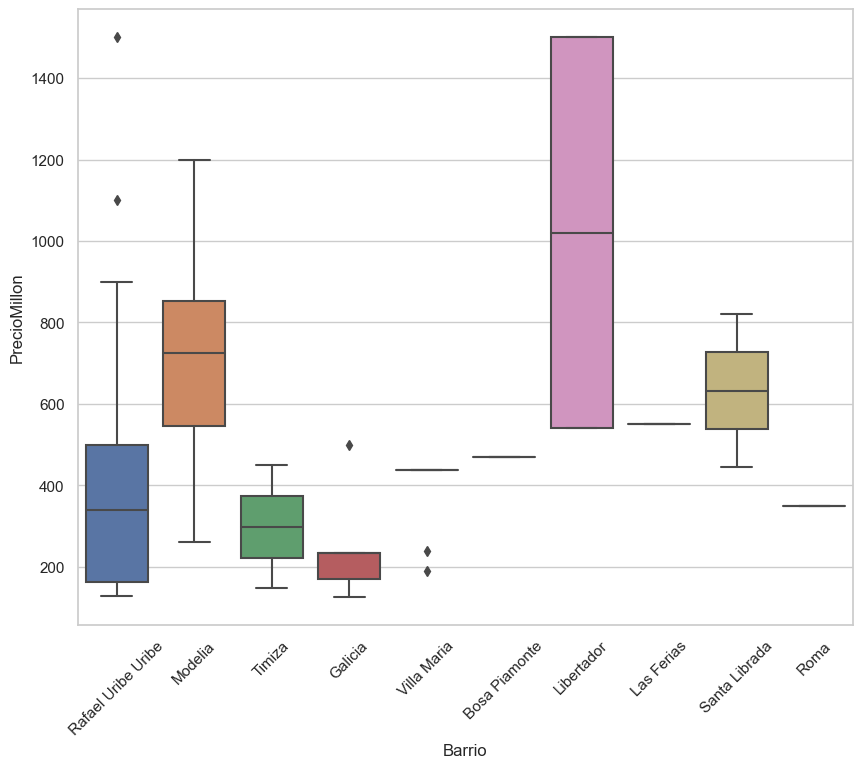 1400
1200
1000
800
600
400
200
PrecioMillon
Rafael Uribe Uribe
Modelia
Timiza
Galicia
Villa Maria
Bosa Piamonte
Libertador
Las Ferias
Santa Librada
Roma
Barrio